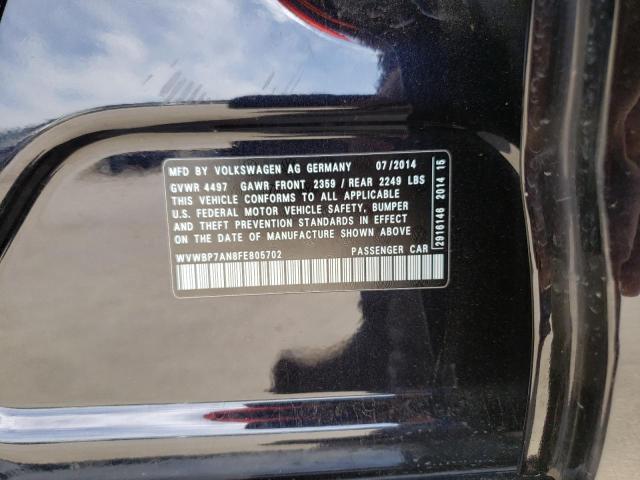 MFD BY VOLKSWAGEN AG GERMANY 07/2014
GVWR 4497 GAWR FRONT 2359 / REAR 2249 LBS
THIS VEHICLE CONFORMS TO ALL APPLICABLE
U.S. FEDERAL MOTOR VEHICLE SAFETY, BUMPER
AND THEFT PREVENTION STANDARDS IN EFFECT
ON THE DATE OF MANUFACTURE SHOWN ABOVE
WVWBP7AN8FE805702 PASSENGER CAR
12916146 2014 15